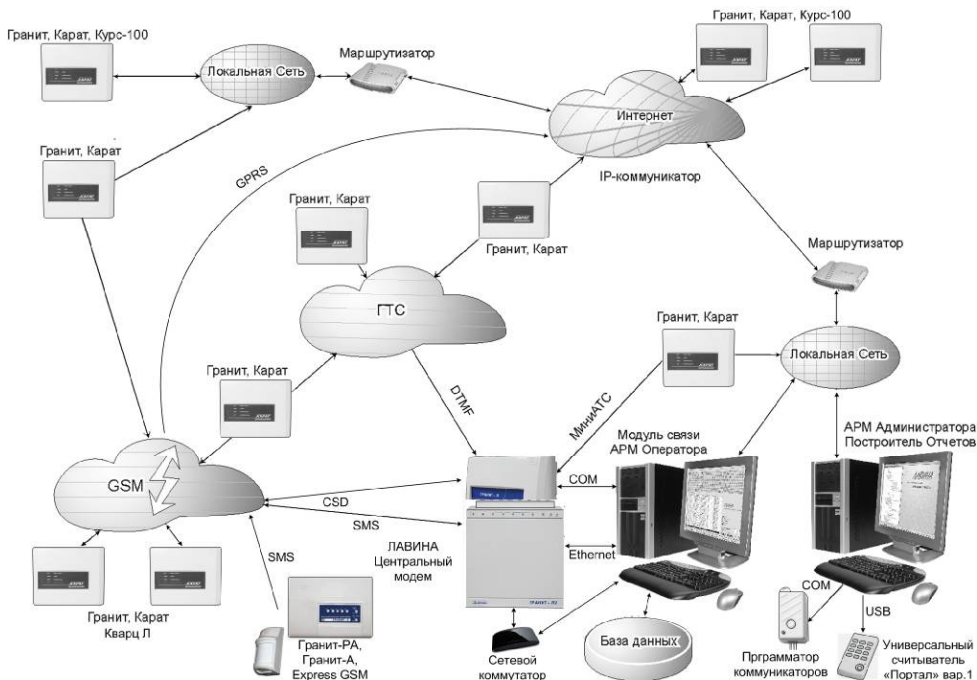 Гранит, Карат, Курс-100
Локальная Сеть
Маршрутизатор
Гранит, Карат, Курс-100
Интернет
IP-коммуникатор
Гранит, Карат
GPRS
Гранит, Карат
Гранит, Карат
ГТС
Маршрутизатор
Гранит, Карат
Локальная Сеть
Гранит, Карат
DTMF
МиниАТС
Модуль связи
АРМ Оператора
АРМ Администратора
Построитель Отчетов
GSM
CSD
SMS
COM
Ethernet
ЛАВИНА
Центральный
модем
SMS
Гранит, Карат
Кварц Л
Гранит-РА,
Гранит-А,
Express GSM
Сетевой
коммутатор
База данных
COM
USB
Прграмматор
коммуникаторов
Универсальный
считыватель
«Портал» вар.1